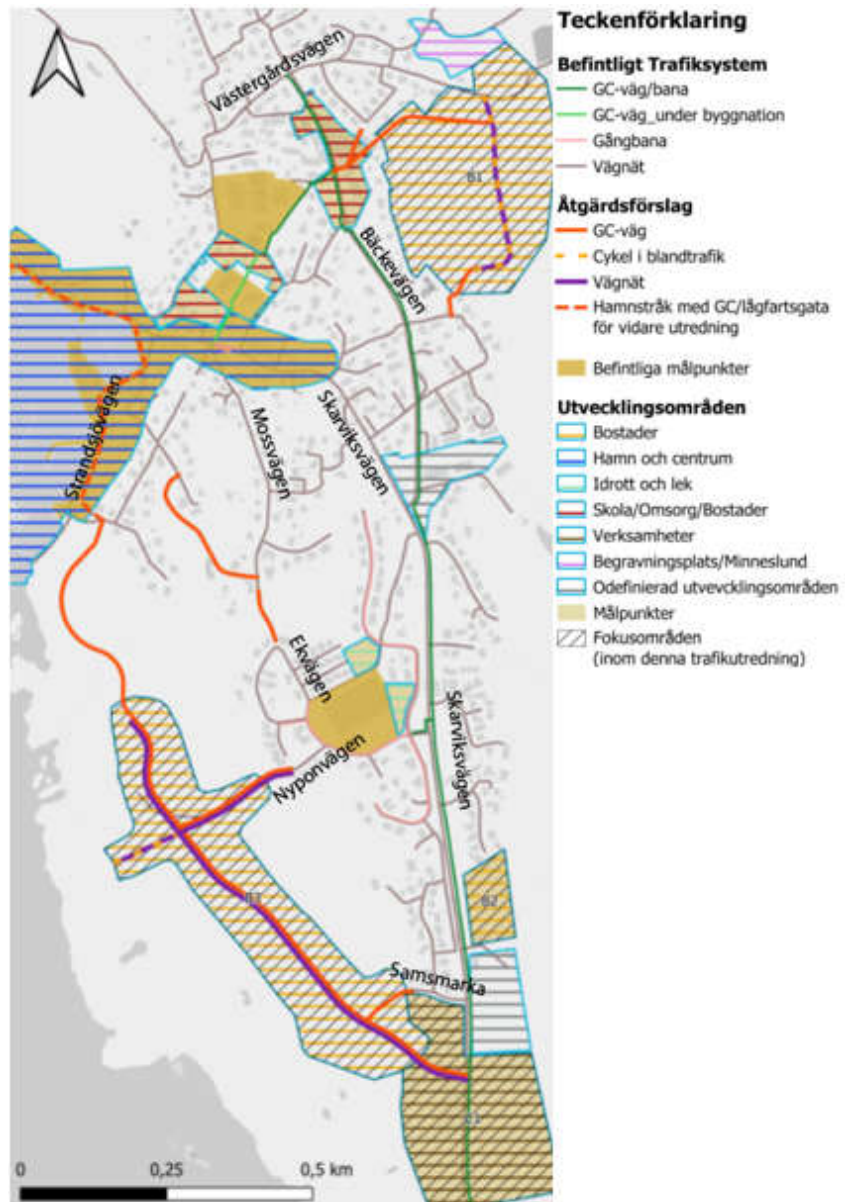 Teckenförklaring
Befintligt Trafiksystem
GC-väg/bana
GC-väg_under byggnation
Gångbana
Vägnät
Åtgärdsförslag
GC-väg
Cykel i blandtrafik
Vägnät
Hamnstråk med GC/lågfartsgata
för vidare utredning
Befintliga målpunkter
Utvecklingsområden
Bostader
Hamn och centrum
Idrott och lek
Skola/Omsorg/Bostader
Verksamheter
Begravningsplats/Minneslund
Odefinierad utvevcklingsområden
Målpunkter
Fokusområden
(inom denna trafikutredning)
Västergårdsvägen
B1
Bäckevägen
Strandsjövägen
Mossvägen
Skarviksvägen
Ekvägen
Nyponvägen
Skarviksvägen
B2
Samsmarka
0
0,25
0,5 km